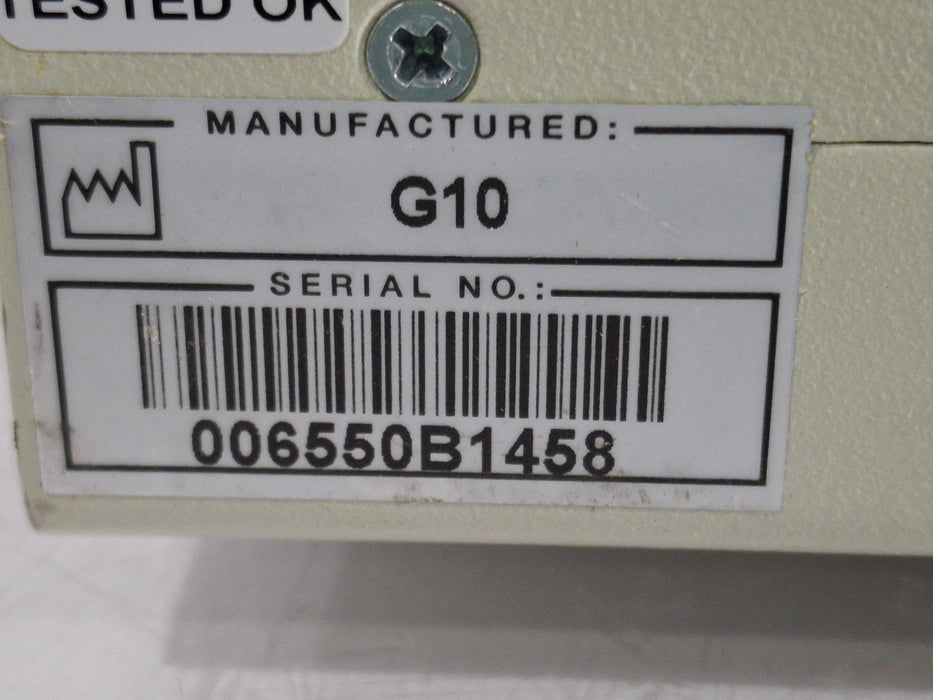 TESTED OK
MANUFACTURED:
G10
SERIAL NO.:
006550B1458